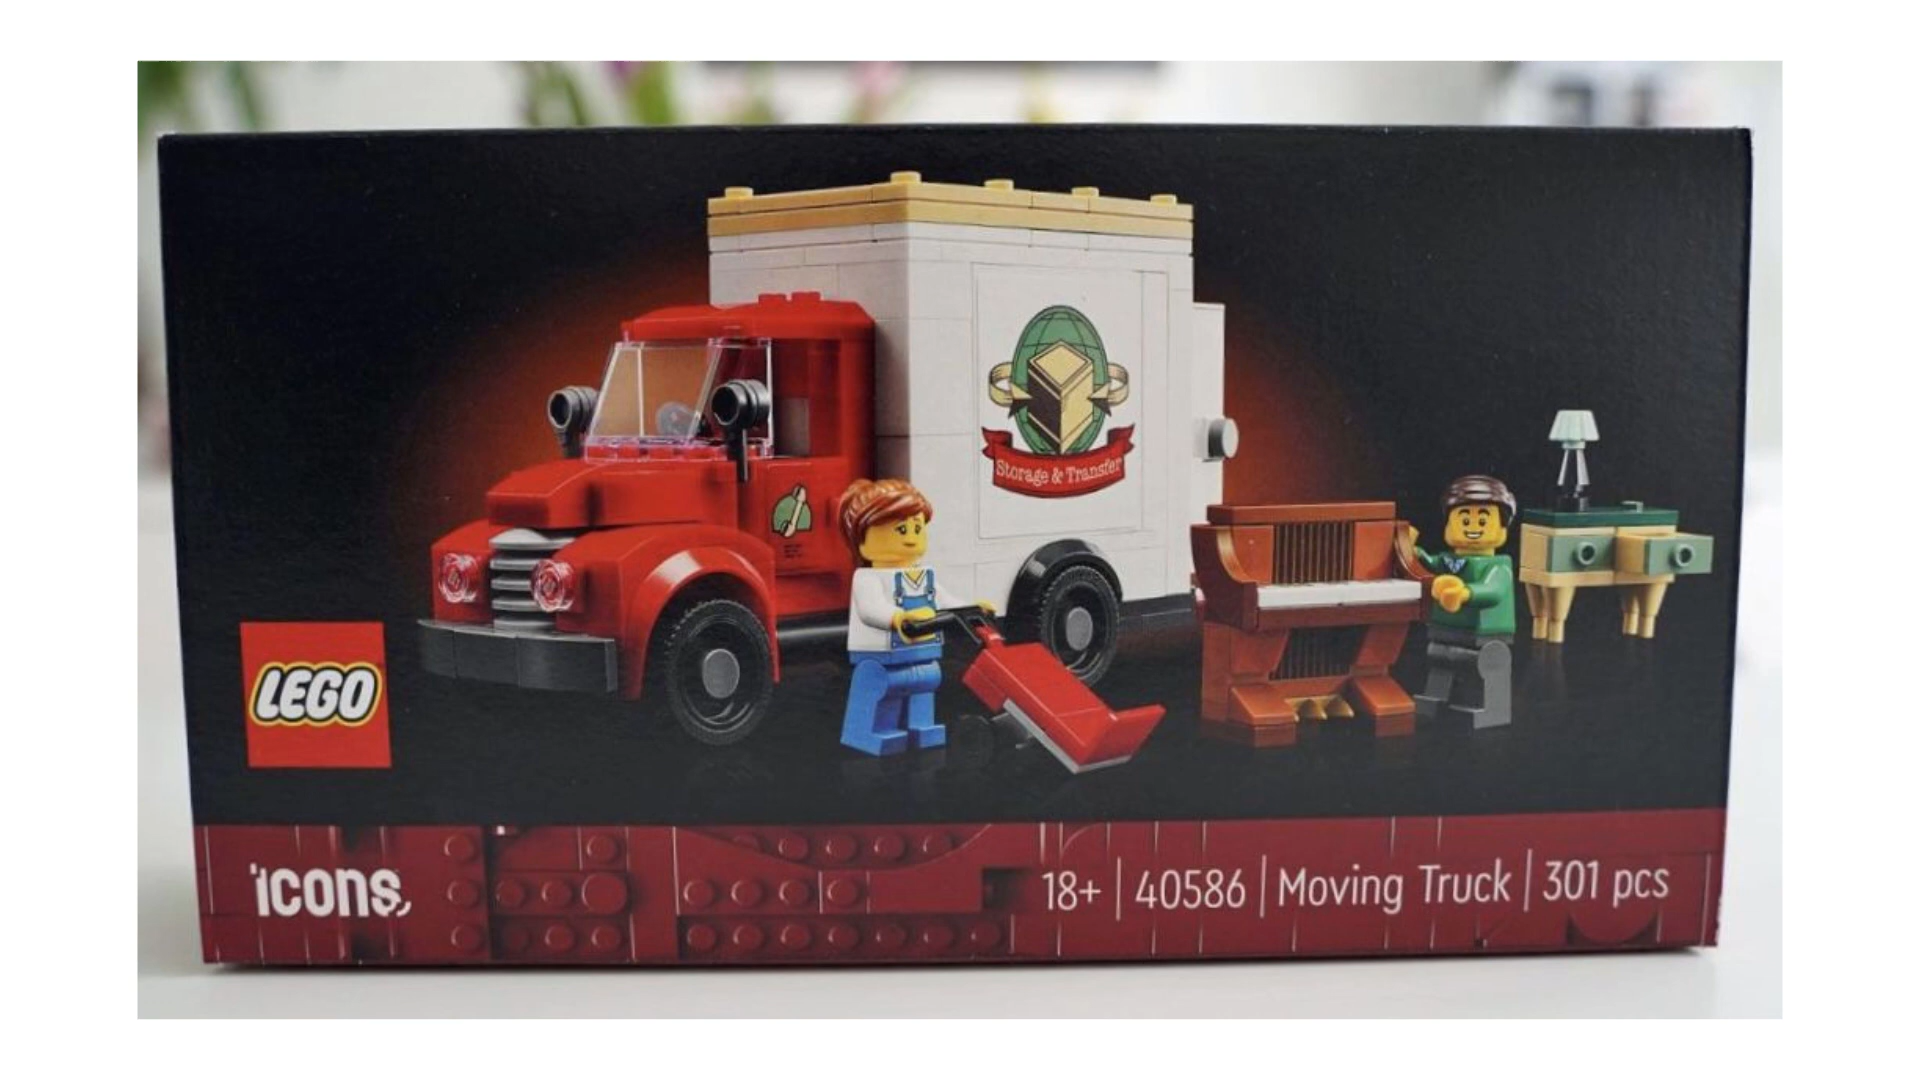 Storage & Transfer
LEGO
icons
18+ | 40586 | Moving Truck | 301 pcs